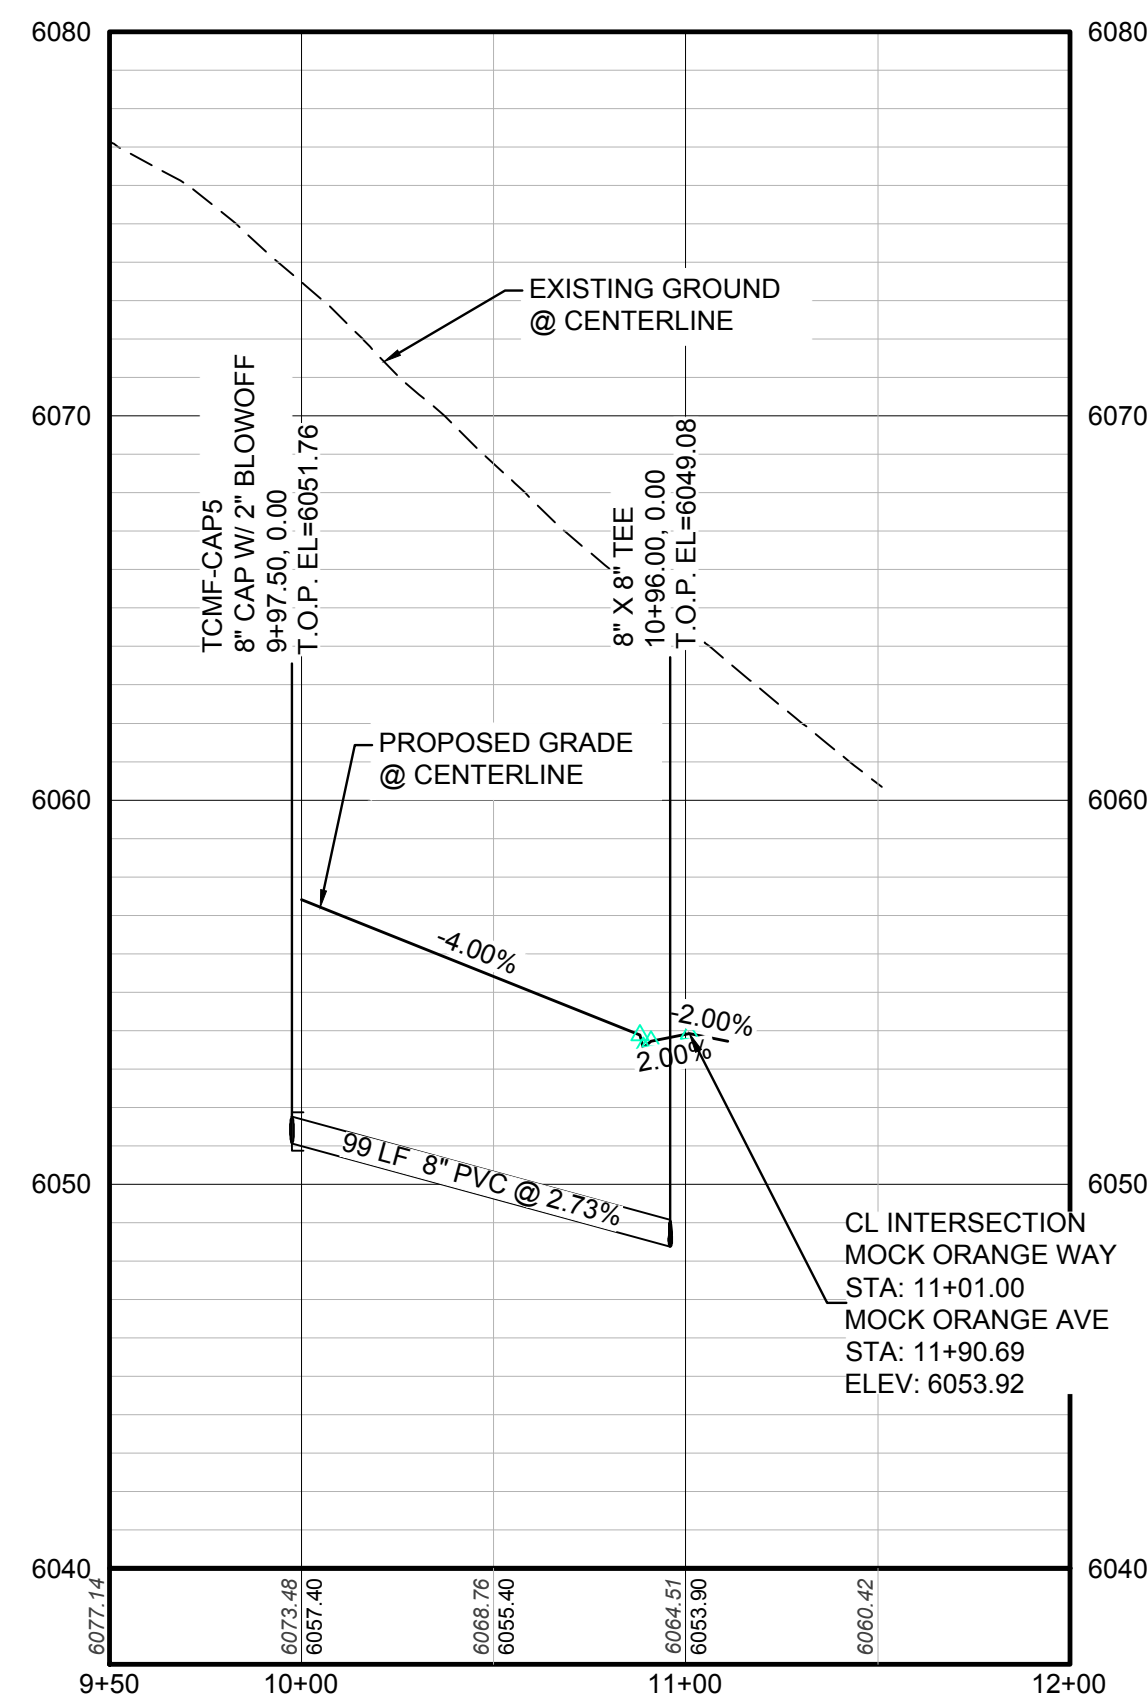 6080
6080
EXISTING GROUND
@ CENTERLINE
6070
6070
TCMF-CAP5
8" CAP W/ 2" BLOWOFF
9+97.50, 0.00
T.O.P. EL=6051.76
8" X 8" TEE
10+96.00, 0.00
T.O.P. EL=6049.08
PROPOSED GRADE
@ CENTERLINE
6060
6060
-4.00%
-2.00%
2.00%
99 LF 8" PVC @ 2.73%
6050
6050
CL INTERSECTION
MOCK ORANGE WAY
STA: 11+01.00
MOCK ORANGE AVE
STA: 11+90.69
ELEV: 6053.92
6040
6040
6077.14
6073.48
6057.40
6068.76
6055.40
6064.51
6053.90
6060.42
9+50
10+00
11+00
12+00